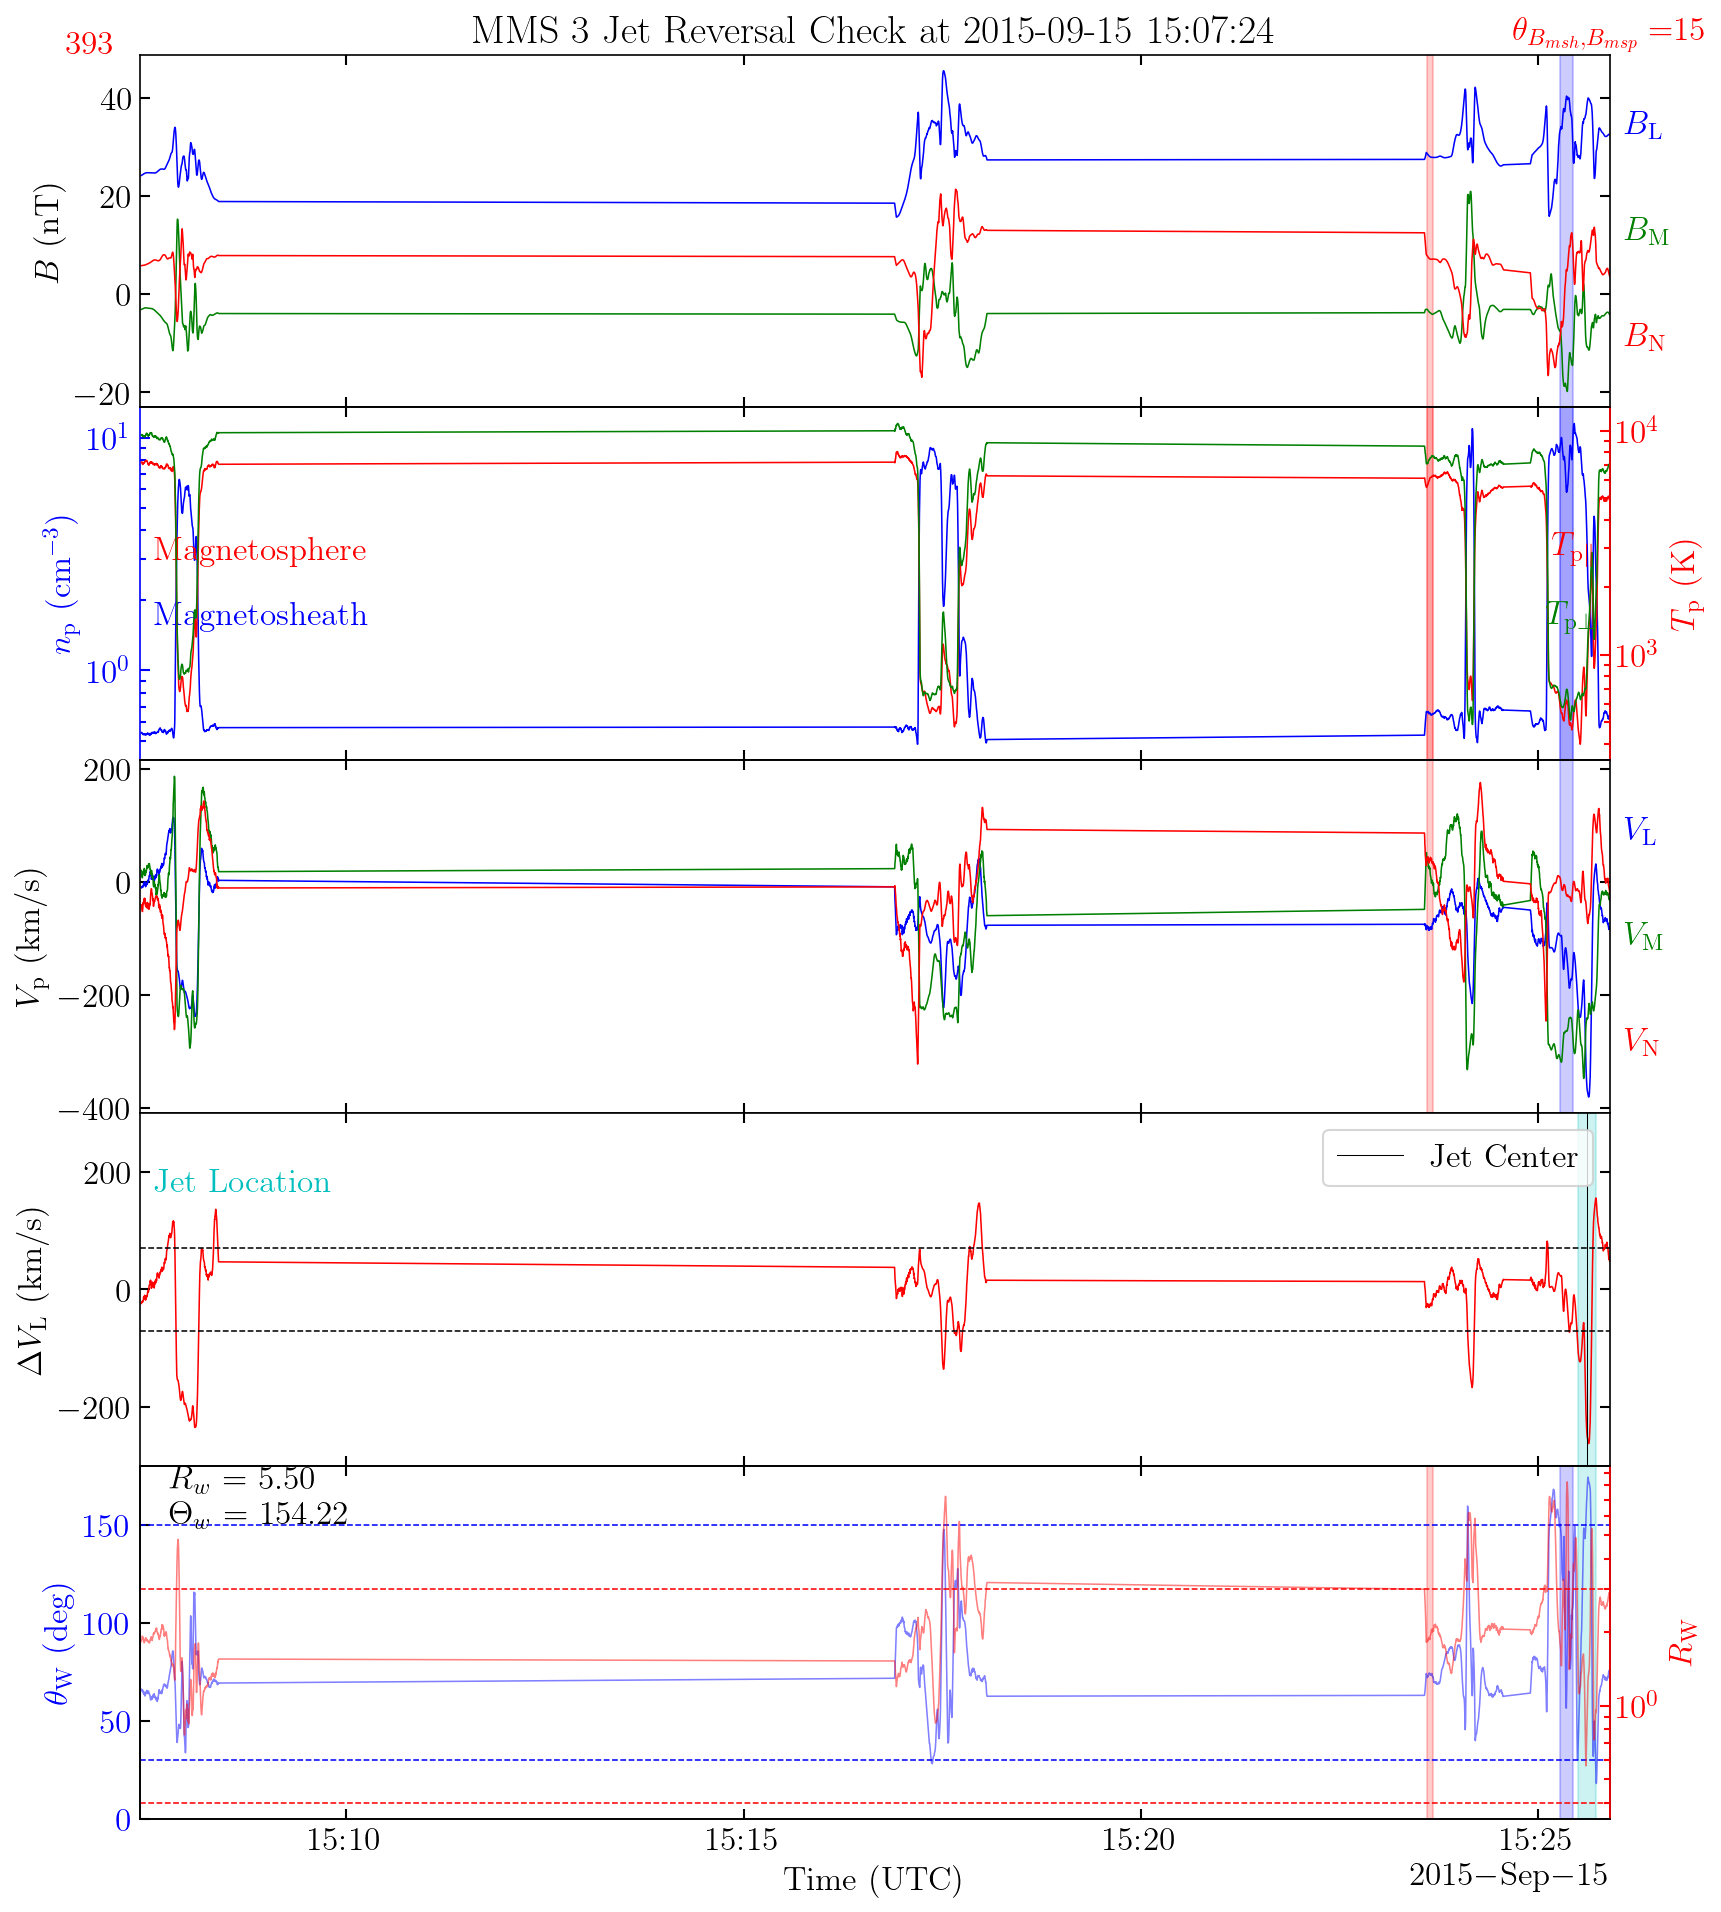 MMS 3 Jet Reversal Check at 2015-09-15 15:07:24
393
θ_{B_{msh},B_{msp}} =15
40
20
0
−20
B (nT)
B_L
B_M
B_N
10^1
10^0
n_p (cm^{−3})
Magnetosphere
Magnetosheath
T_{p||}
T_{p⊥}
10^4
10^3
T_p (K)
200
0
−200
−400
V_p (km/s)
V_L
V_M
V_N
Jet Center
Jet Location
200
0
−200
ΔV_L (km/s)
R_w = 5.50
Θ_w = 154.22
150
100
50
0
θ_W (deg)
10^0
R_W
15:10
15:15
15:20
15:25
Time (UTC)
2015−Sep−15